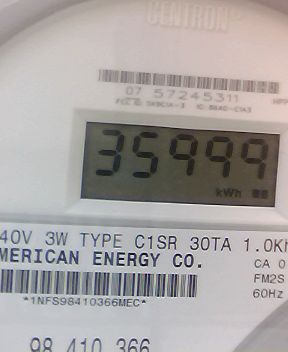 CENTRON
07 57245311
35999
kWh
40V 3W TYPE C1SR 30TA 1.0Kh
MERICAN ENERGY CO.
CA 0
FM2S
60Hz
*1NFS98410366MEC*
98 410 366